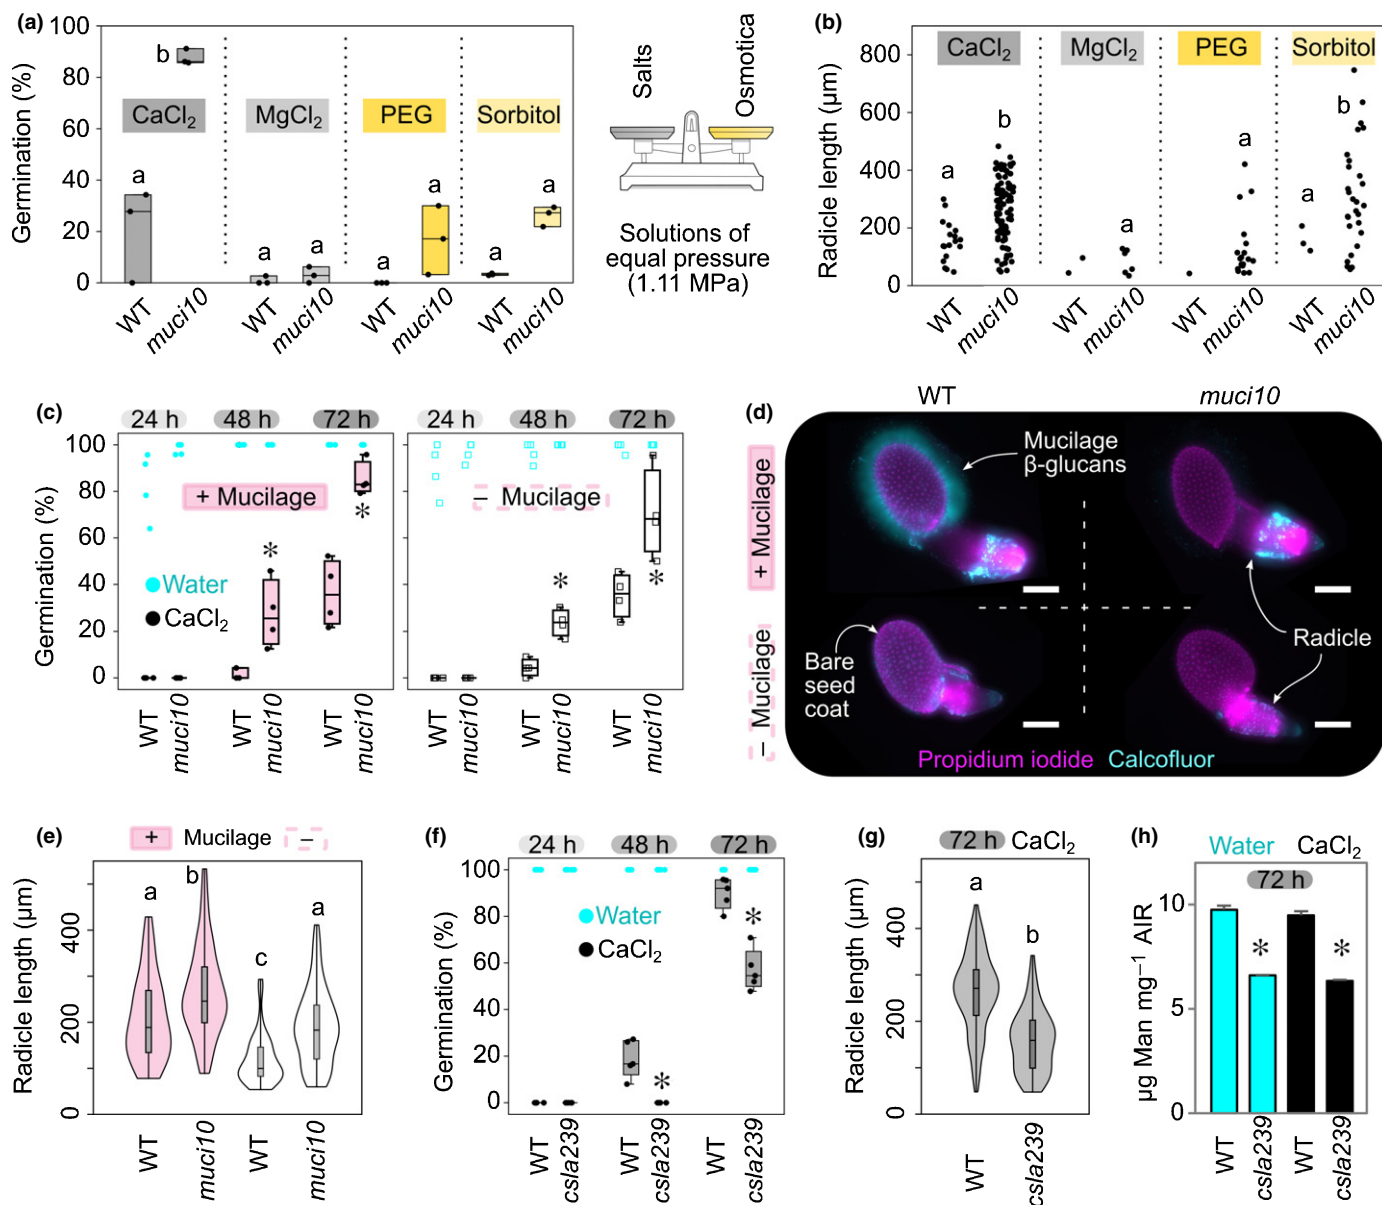 (a)
Germination (%)
100
80
60
40
20
0
CaCl₂
MgCl₂
PEG
Sorbitol
a
b
a
a
a
a
a
a
WT
muci10
WT
muci10
WT
muci10
WT
muci10
Salts
Osmotica
Solutions of
equal pressure
(1.11 MPa)
(b)
Radicle length (µm)
800
600
400
200
0
CaCl₂
MgCl₂
PEG
Sorbitol
a
b
a
a
a
b
WT
muci10
WT
muci10
WT
muci10
WT
muci10
(c)
24 h
48 h
72 h
24 h
48 h
72 h
Germination (%)
100
80
60
40
20
0
+ Mucilage
Water
CaCl₂
*
*
− Mucilage
*
*
WT
muci10
WT
muci10
WT
muci10
WT
muci10
WT
muci10
WT
muci10
(d)
WT
muci10
+ Mucilage
− Mucilage
Mucilage
β-glucans
Bare
seed
coat
Radicle
Propidium iodide Calcofluor
(e)
+ Mucilage −
Radicle length (µm)
400
200
0
a
b
c
a
WT
muci10
WT
muci10
(f)
24 h
48 h
72 h
Germination (%)
100
80
60
40
20
0
Water
CaCl₂
*
*
WT
csla239
WT
csla239
WT
csla239
(g)
72 h CaCl₂
Radicle length (µm)
400
200
0
a
b
WT
csla239
(h)
Water CaCl₂
72 h
µg Man mg⁻¹ AIR
10
5
0
*
*
WT
csla239
WT
csla239